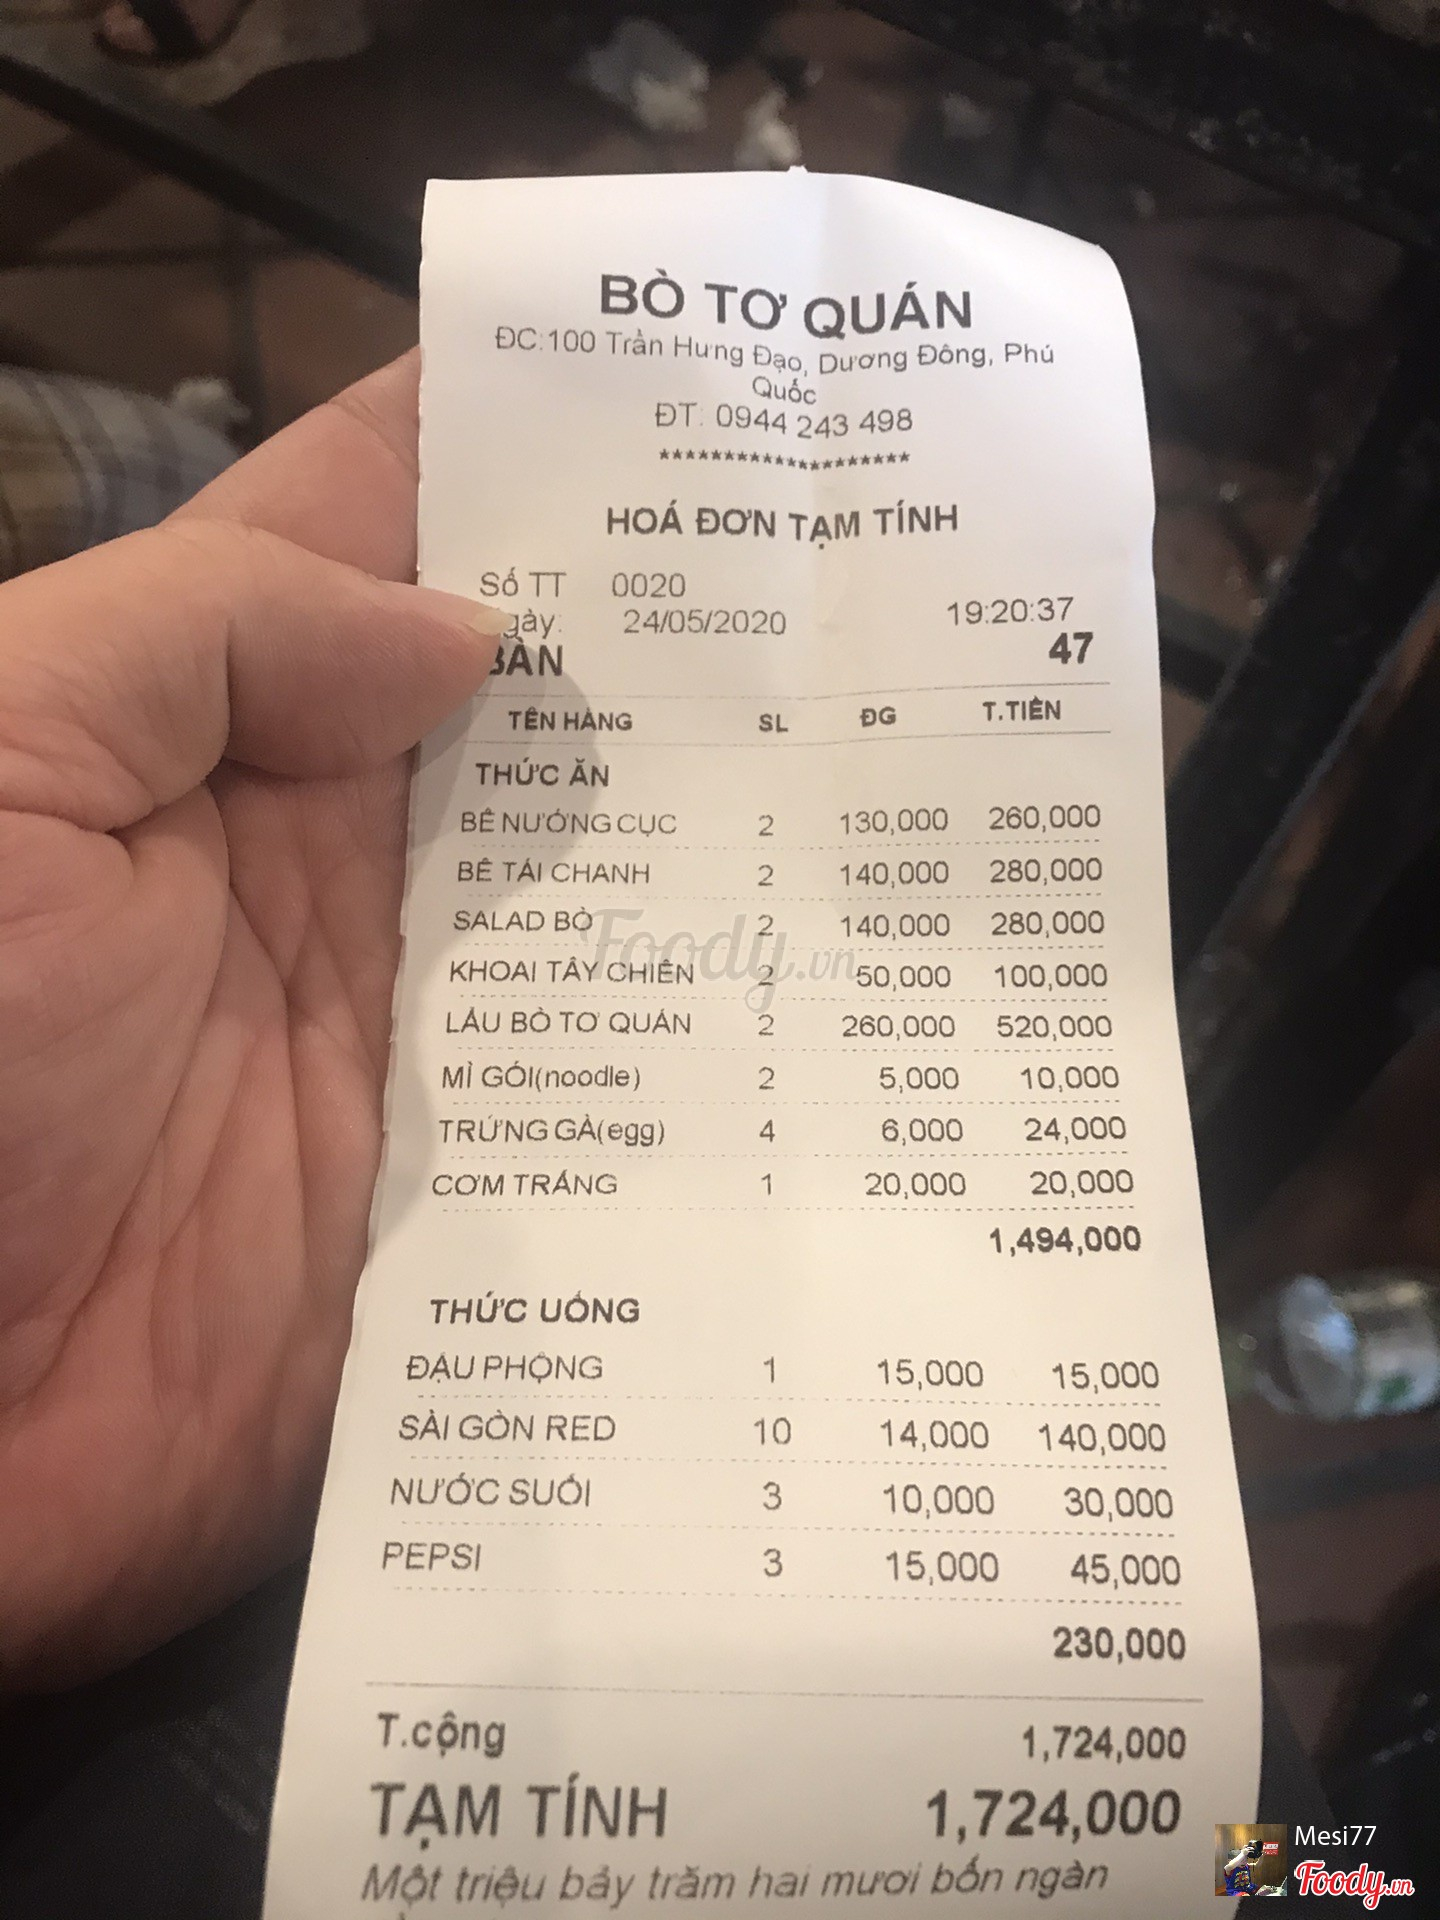 BÒ TƠ QUÁN
ĐC:100 Trần Hưng Đạo, Dương Đông, Phú
Quốc
ĐT: 0944 243 498
********************
HOÁ ĐƠN TẠM TÍNH
Số TT 0020
gày: 24/05/2020 19:20:37
BÀN 47
TÊN HÀNG SL ĐG T.TIỀN
THỨC ĂN
BÊ NƯỚNG CỤC 2 130,000 260,000
BÊ TÁI CHANH 2 140,000 280,000
SALAD BÒ 2 140,000 280,000
KHOAI TÂY CHIÊN 2 50,000 100,000
LẨU BÒ TƠ QUÁN 2 260,000 520,000
MÌ GÓI(noodle) 2 5,000 10,000
TRỨNG GÀ(egg) 4 6,000 24,000
CƠM TRẮNG 1 20,000 20,000
1,494,000
THỨC UỐNG
ĐẬU PHỘNG 1 15,000 15,000
SÀI GÒN RED 10 14,000 140,000
NƯỚC SUỐI 3 10,000 30,000
PEPSI 3 15,000 45,000
230,000
T.cộng 1,724,000
TẠM TÍNH 1,724,000
Một triệu bảy trăm hai mươi bốn ngàn
Foody.vn
Mesi77
Foody.vn